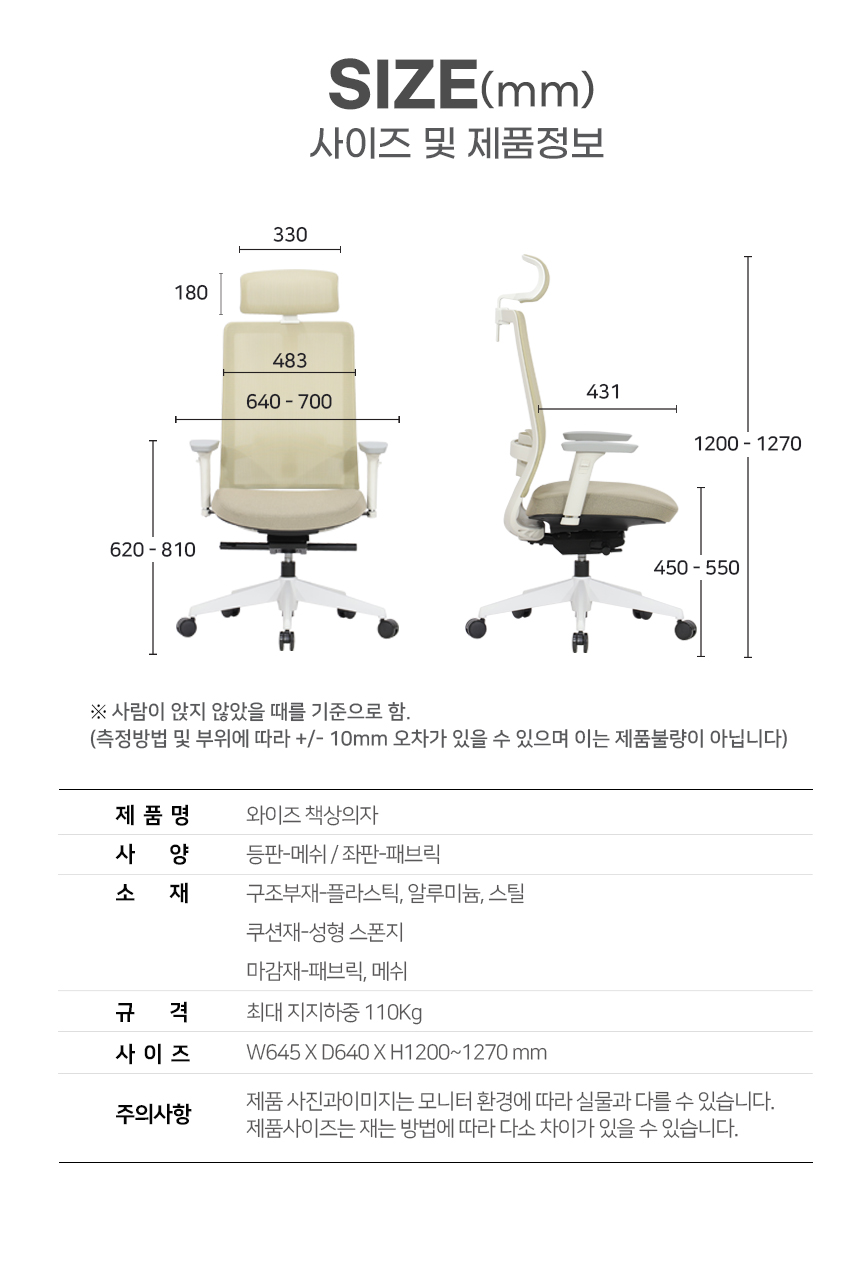 SIZE(mm)
사이즈 및 제품정보
330
180
483
640 - 700
431
1200 - 1270
620 - 810
450 - 550
※ 사람이 앉지 않았을 때를 기준으로 함.
(측정방법 및 부위에 따라 +/- 10mm 오차가 있을 수 있으며 이는 제품불량이 아닙니다)
제 품 명 와이즈 책상의자
사 양 등판-메쉬 / 좌판-패브릭
소 재 구조부재-플라스틱, 알루미늄, 스틸
쿠션재-성형 스폰지
마감재-패브릭, 메쉬
규 격 최대 지지하중 110Kg
사 이 즈 W645 X D640 X H1200~1270 mm
주의사항 제품 사진과이미지는 모니터 환경에 따라 실물과 다를 수 있습니다.
제품사이즈는 재는 방법에 따라 다소 차이가 있을 수 있습니다.